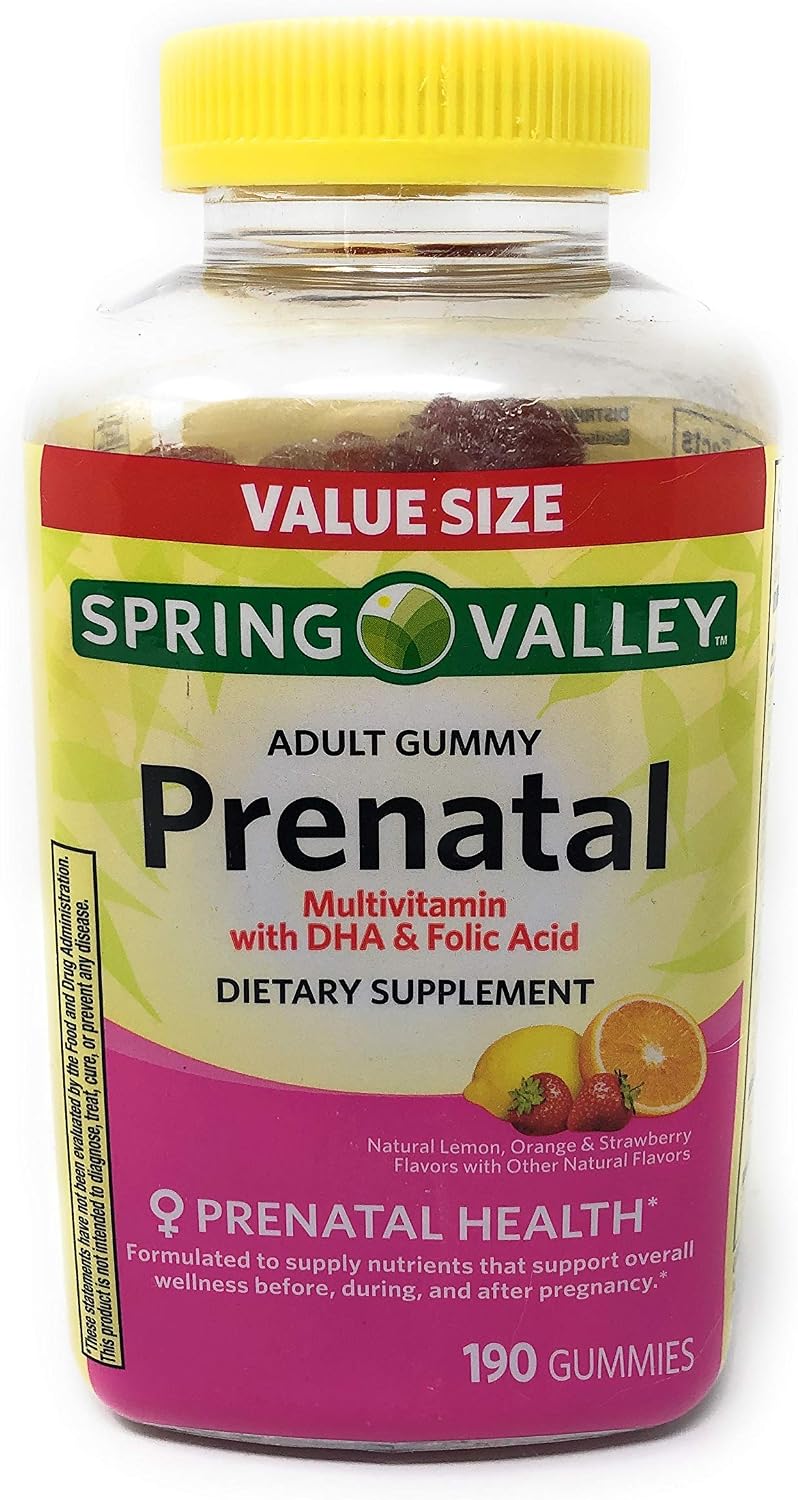 VALUE SIZE
SPRING VALLEY™
ADULT GUMMY
Prenatal
Multivitamin
with DHA & Folic Acid
DIETARY SUPPLEMENT
Natural Lemon, Orange & Strawberry
Flavors with Other Natural Flavors
PRENATAL HEALTH*
Formulated to supply nutrients that support overall
wellness before, during, and after pregnancy.*
190 GUMMIES
*These statements have not been evaluated by the Food and Drug Administration.
This product is not intended to diagnose, treat, cure, or prevent any disease.